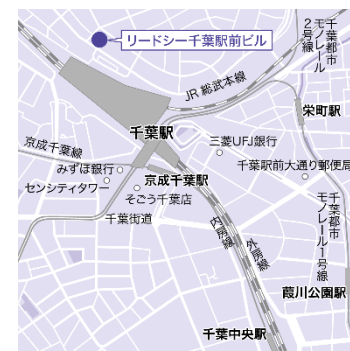 リードシー千葉駅前ビル
千葉都市
モノレール
2号線
JR 総武本線
栄町駅
千葉駅
三菱UFJ銀行
京成千葉線
みずほ銀行
千葉駅前大通り郵便局
センシティタワー
京成千葉駅
そごう千葉店
千葉街道
内房線
外房線
千葉都市
モノレール1号線
葭川公園駅
千葉中央駅